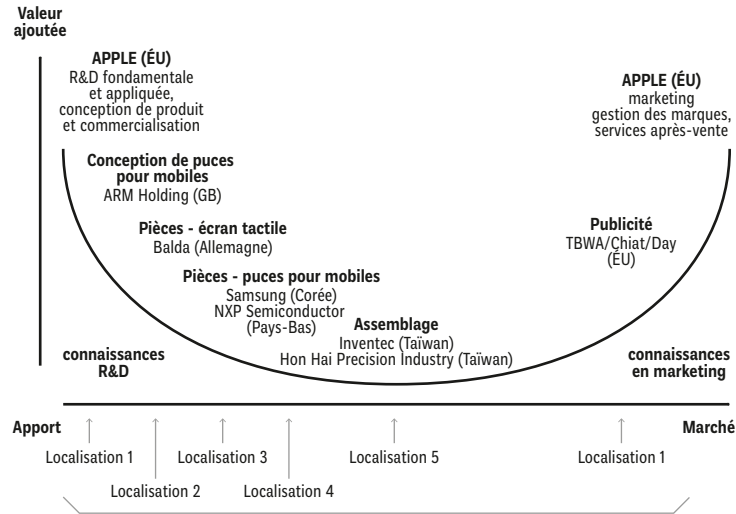 Valeur
ajoutée
APPLE (ÉU)
R&D fondamentale
et appliquée,
conception de produit
et commercialisation
APPLE (ÉU)
marketing
gestion des marques,
services après-vente
Conception de puces
pour mobiles
ARM Holding (GB)
Pièces - écran tactile
Balda (Allemagne)
Publicité
TBWA/Chiat/Day
(ÉU)
Pièces - puces pour mobiles
Samsung (Corée)
NXP Semiconductor
(Pays-Bas)
Assemblage
Inventec (Taïwan)
Hon Hai Precision Industry (Taïwan)
connaissances
R&D
connaissances
en marketing
Apport
Marché
Localisation 1
Localisation 3
Localisation 5
Localisation 1
Localisation 2
Localisation 4